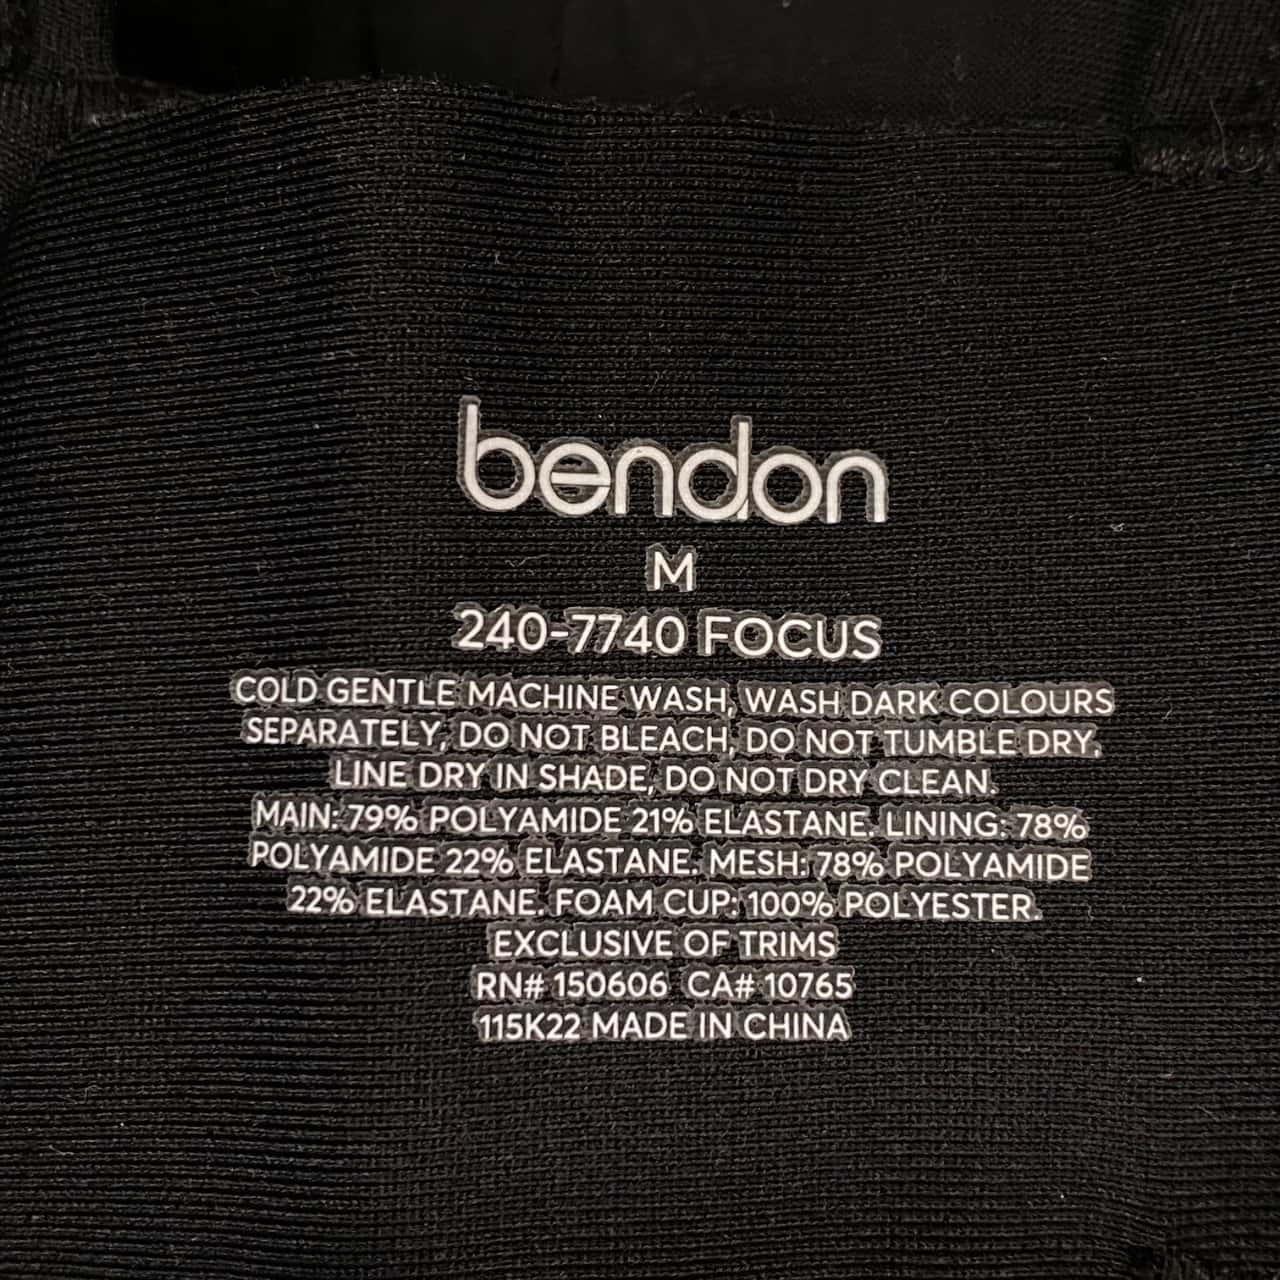 bendon
M
240-7740 FOCUS
COLD GENTLE MACHINE WASH, WASH DARK COLOURS
SEPARATELY, DO NOT BLEACH, DO NOT TUMBLE DRY,
LINE DRY IN SHADE, DO NOT DRY CLEAN.
MAIN: 79% POLYAMIDE 21% ELASTANE. LINING: 78%
POLYAMIDE 22% ELASTANE. MESH: 78% POLYAMIDE
22% ELASTANE. FOAM CUP: 100% POLYESTER.
EXCLUSIVE OF TRIMS
RN# 150606 CA# 10765
115K22 MADE IN CHINA